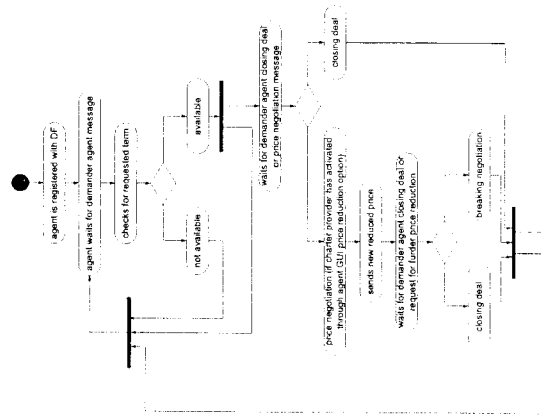 agent is registered with DF
agent waits for demander agent message
checks for requested term
not available
available
waits for demander agent closing deal
or price negotiation message
price negotiation (if charter provider has activated
through agent GUI price reduction option)
closing deal
sends new reduced price
waits for demander agent closing deal or
request for furder price reduction
closing deal
breaking negotiation